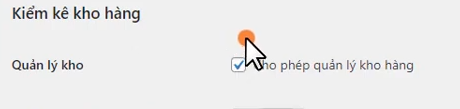 Kiểm kê kho hàng
Quản lý kho
phép quản lý kho hàng